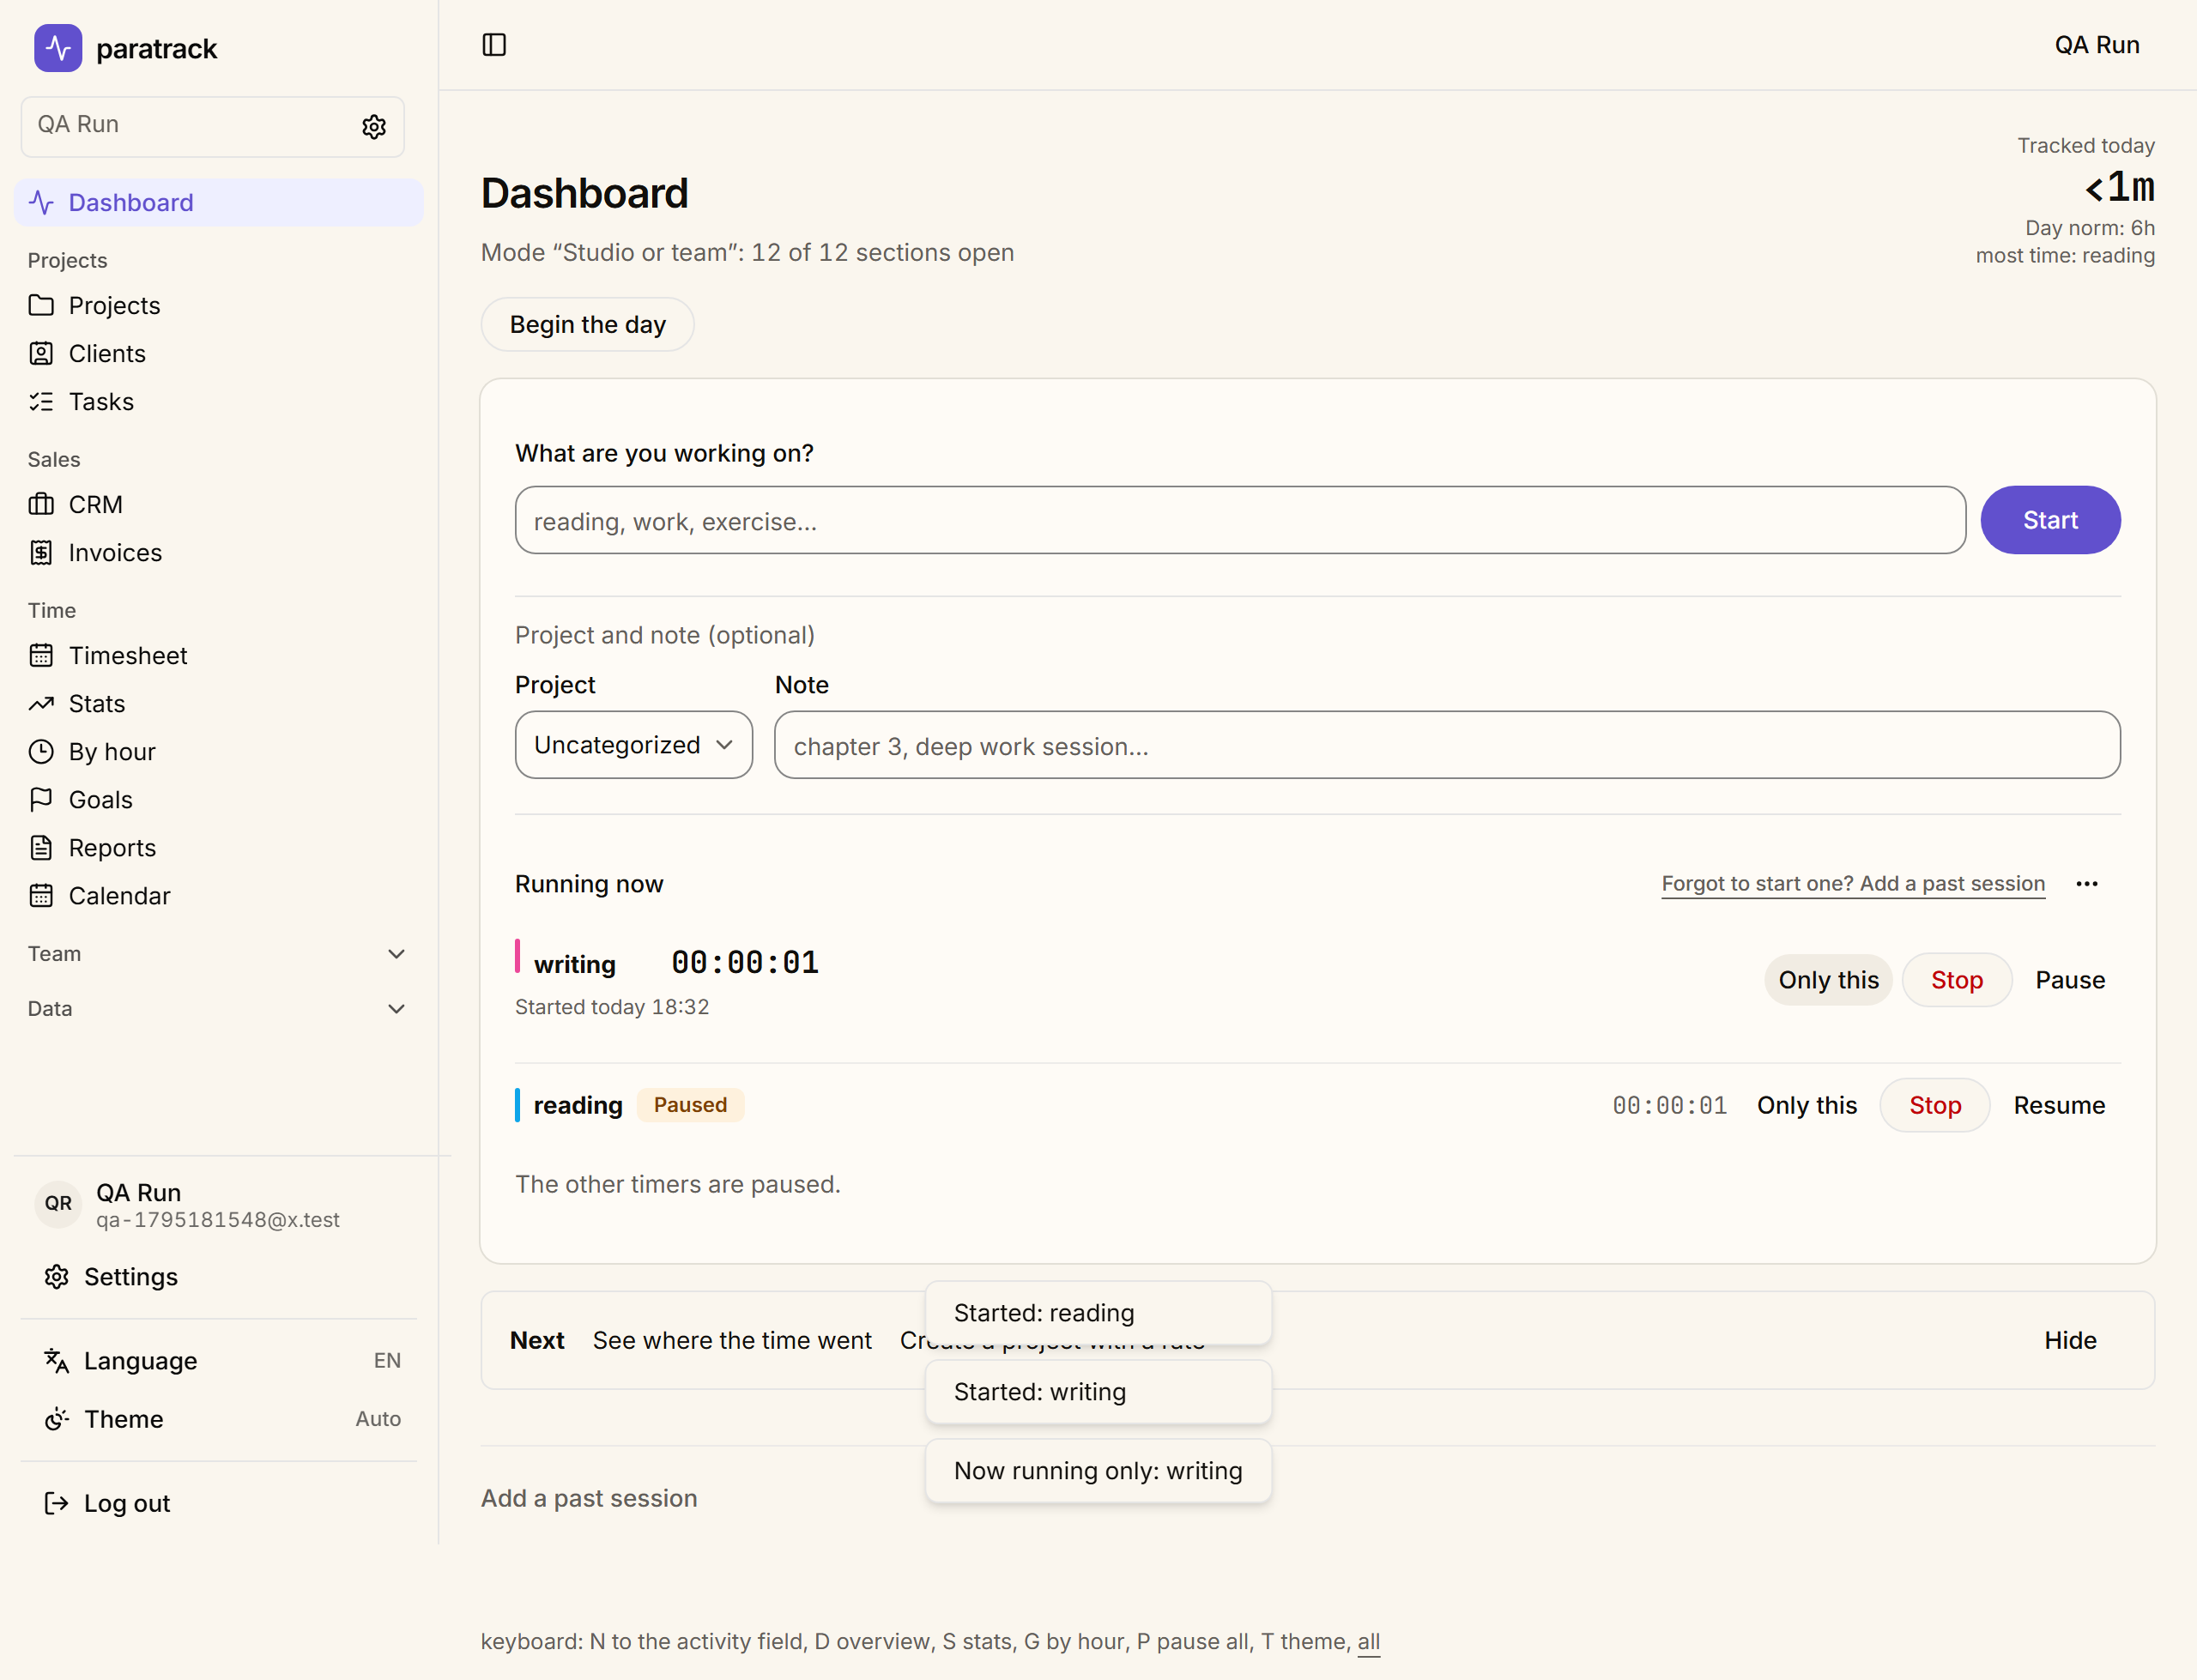 paratrack
QA Run
Dashboard
Projects
Projects
Clients
Tasks
Sales
CRM
Invoices
Time
Timesheet
Stats
By hour
Goals
Reports
Calendar
Team
Data
QR
QA Run
qa-1795181548@x.test
Settings
Language EN
Theme Auto
Log out
QA Run
Tracked today
<1m
Day norm: 6h
most time: reading
Dashboard
Mode “Studio or team”: 12 of 12 sections open
Begin the day
What are you working on?
reading, work, exercise...
Start
Project and note (optional)
Project Note
Uncategorized chapter 3, deep work session...
Running now Forgot to start one? Add a past session
writing 00:00:01 Only this Stop Pause
Started today 18:32
reading Paused 00:00:01 Only this Stop Resume
The other timers are paused.
Started: reading
Next See where the time went Create a project with a rate Hide
Started: writing
Now running only: writing
Add a past session
keyboard: N to the activity field, D overview, S stats, G by hour, P pause all, T theme, all